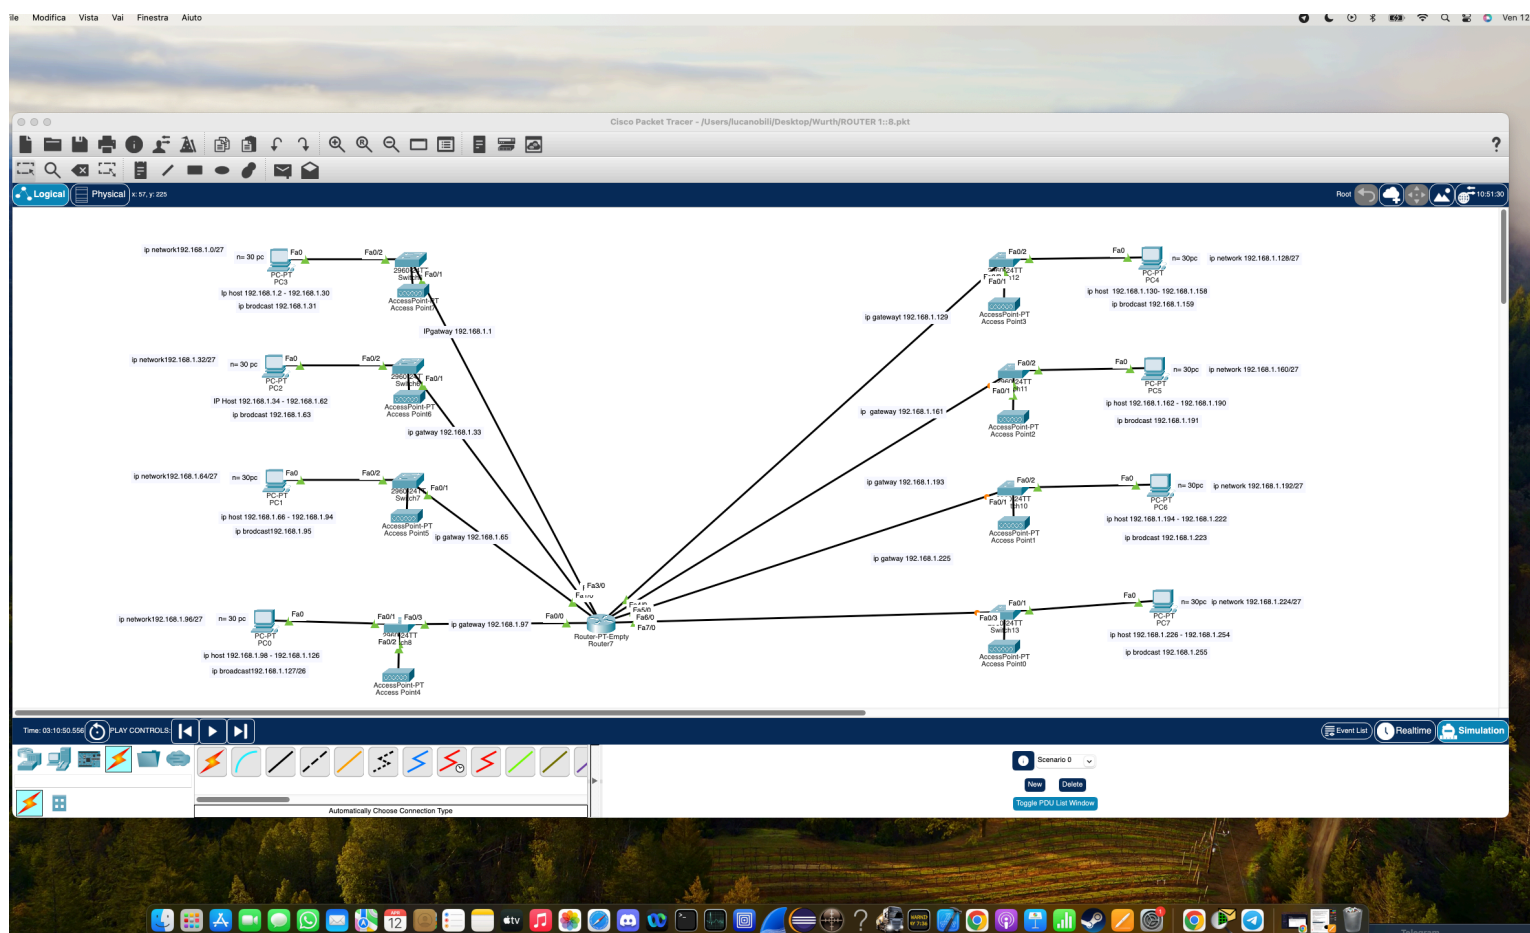 Modifica Vista Vai Finestra Aiuto
Ven 12
Cisco Packet Tracer - /Users/lucanobili/Desktop/Wurth/ROUTER 1::8.pkt
Logical
Physical
x: 57, y: 225
Root
10:51:30
ip network192.168.1.0/27
n= 30 pc
Fa0
Fa0/2
Fa0/1
PC-PT
PC3
Ip host 192.168.1.2 - 192.168.1.30
ip brodcast 192.168.1.31
AccessPoint-PT
Access Point7
IPgatway 192.168.1.1
ip network192.168.1.32/27
n= 30 pc
Fa0
Fa0/2
Fa0/1
PC-PT
PC2
IP Host 192.168.1.34 - 192.168.1.62
ip brodcast 192.168.1.63
AccessPoint-PT
Access Point6
ip gatway 192.168.1.33
ip network192.168.1.64/27
n= 30pc
Fa0
Fa0/2
Fa0/1
PC-PT
PC1
Switch7
ip host 192.168.1.66 - 192.168.1.94
ip brodcast192.168.1.95
AccessPoint-PT
Access Point5
ip gatway 192.168.1.65
ip network192.168.1.96/27
n= 30 pc
Fa0
Fa0/1
Fa0/3
Fa0/2
PC-PT
PC0
ip host 192.168.1.98 - 192.168.1.126
ip broadcast192.168.1.127/26
AccessPoint-PT
Access Point4
ip gateway 192.168.1.97
Fa0/0
Fa3/0
Fa5/0
Fa6/0
Fa7/0
Router-PT-Empty
Router7
Fa0/2
Fa0/1
Fa0
PC-PT
PC4
n= 30pc
ip network 192.168.1.128/27
ip host 192.168.1.130- 192.168.1.158
ip brodcast 192.168.1.159
AccessPoint-PT
Access Point3
ip gatewayt 192.168.1.129
Fa0/2
Fa0/1
Fa0
PC-PT
PC5
n= 30pc
ip network 192.168.1.160/27
ip host 192.168.1.162 - 192.168.1.190
ip brodcast 192.168.1.191
AccessPoint-PT
Access Point2
ip gateway 192.168.1.161
Fa0/2
Fa0/1
Fa0
PC-PT
PC6
n= 30pc
ip network 192.168.1.192/27
ip host 192.168.1.194 - 192.168.1.222
ip brodcast 192.168.1.223
AccessPoint-PT
Access Point1
ip gatway 192.168.1.193
ip gatway 192.168.1.225
Fa0/1
Fa0/3
Fa0
PC-PT
PC7
Switch13
n= 30pc
ip network 192.168.1.224/27
ip host 192.168.1.226 - 192.168.1.254
ip brodcast 192.168.1.255
AccessPoint-PT
Access Point0
Time: 03:10:50.556
PLAY CONTROLS:
Event List
Realtime
Simulation
Scenario 0
New
Delete
Toggle PDU List Window
Automatically Choose Connection Type
APR
12
tv